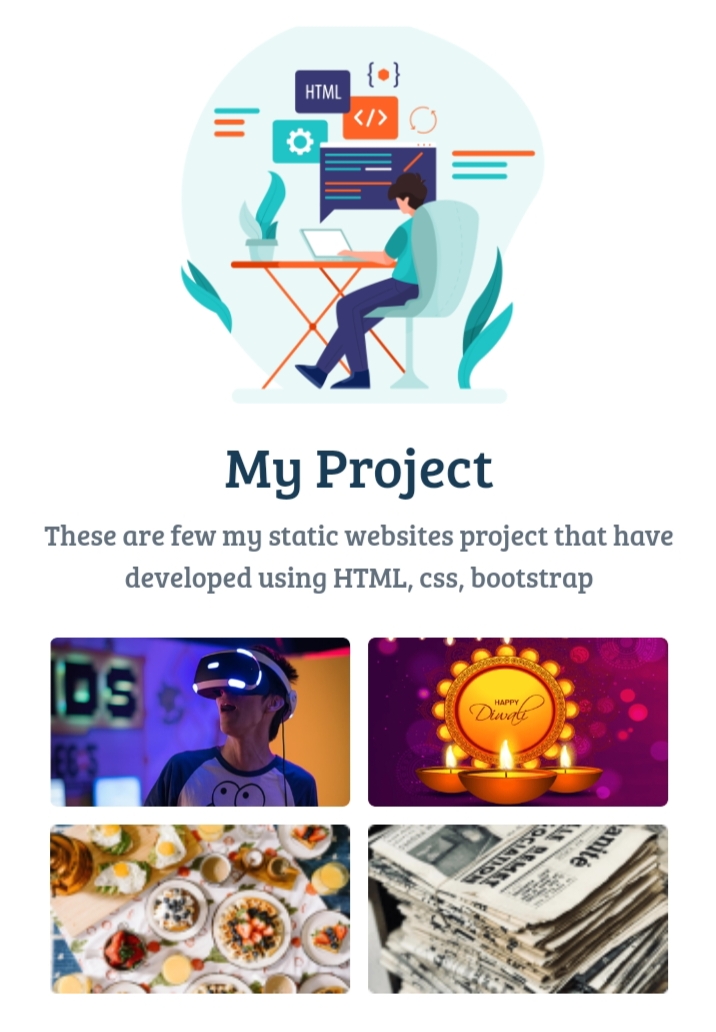 HTML
{ }
</>
My Project
These are few my static websites project that have
developed using HTML, css, bootstrap
IDS
HAPPY
Diwali